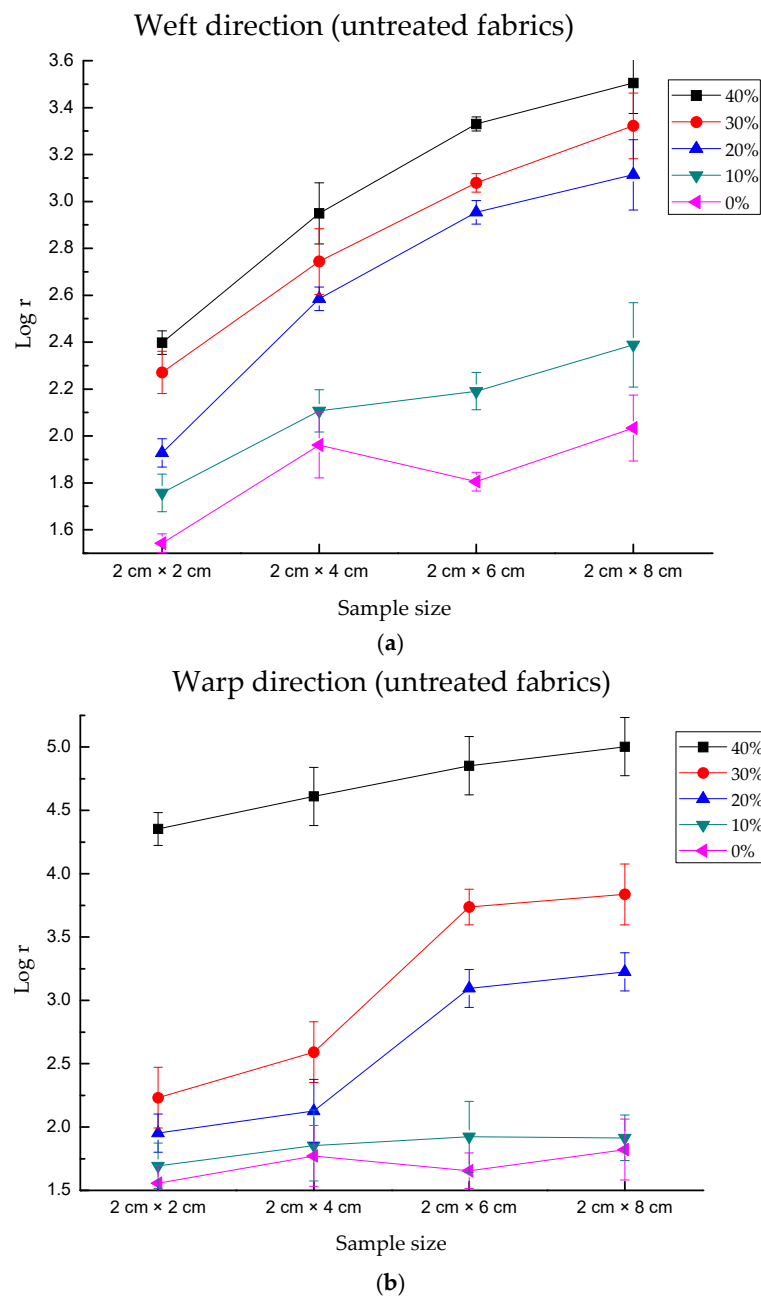 Weft direction (untreated fabrics)
3.6
3.4
3.2
3.0
2.8
2.6
2.4
2.2
2.0
1.8
1.6
Log r
40%
30%
20%
10%
0%
2 cm × 2 cm 2 cm × 4 cm 2 cm × 6 cm 2 cm × 8 cm
Sample size
(a)
Warp direction (untreated fabrics)
5.0
4.5
4.0
3.5
3.0
2.5
2.0
1.5
Log r
40%
30%
20%
10%
0%
2 cm × 2 cm 2 cm × 4 cm 2 cm × 6 cm 2 cm × 8 cm
Sample size
(b)